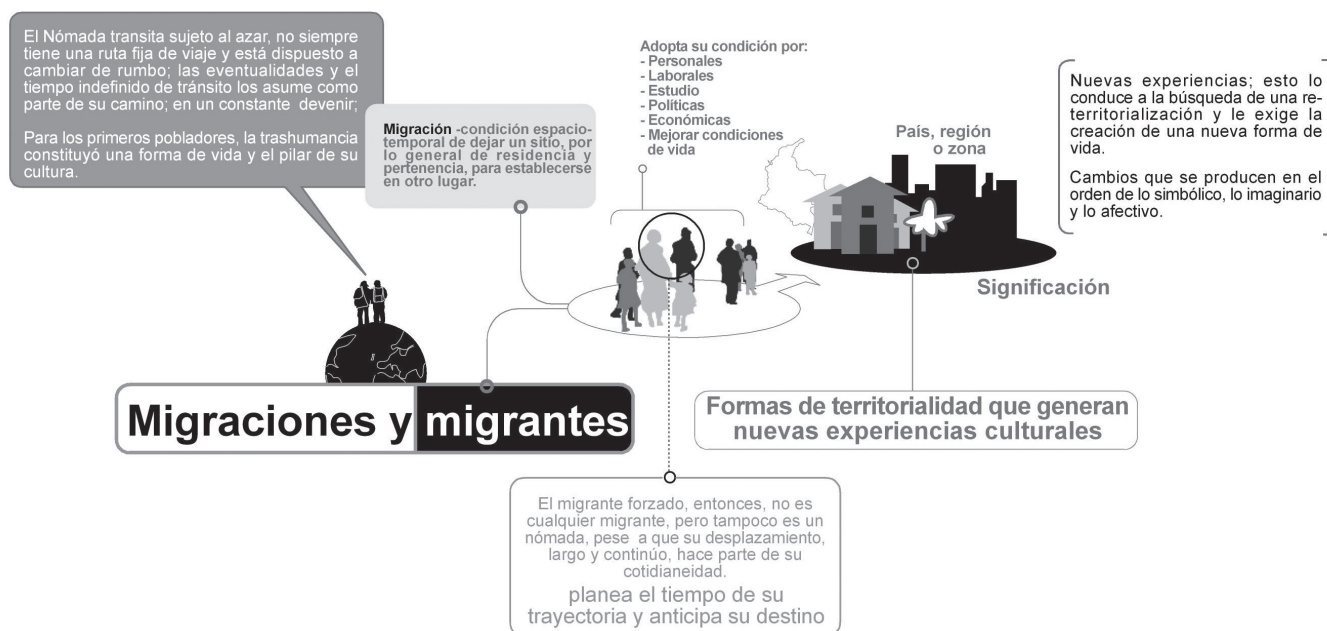 El Nómada transita sujeto al azar, no siempre
tiene una ruta fija de viaje y está dispuesto a
cambiar de rumbo; las eventualidades y el
tiempo indefinido de tránsito los asume como
parte de su camino; en un constante devenir;
Para los primeros pobladores, la trashumancia
constituyó una forma de vida y el pilar de su
cultura.
Migración -condición espacio-
temporal de dejar un sitio, por
lo general de residencia y
pertenencia, para establecerse
en otro lugar.
Adopta su condición por:
- Personales
- Laborales
- Estudio
- Políticas
- Económicas
- Mejorar condiciones
de vida
País, región
o zona
Nuevas experiencias; esto lo
conduce a la búsqueda de una re-
territorialización y le exige la
creación de una nueva forma de
vida.
Cambios que se producen en el
orden de lo simbólico, lo imaginario
y lo afectivo.
Significación
Migraciones y migrantes
Formas de territorialidad que generan
nuevas experiencias culturales
El migrante forzado, entonces, no es
cualquier migrante, pero tampoco es un
nómada, pese a que su desplazamiento,
largo y continúo, hace parte de su
cotidianeidad.
planea el tiempo de su
trayectoria y anticipa su destino